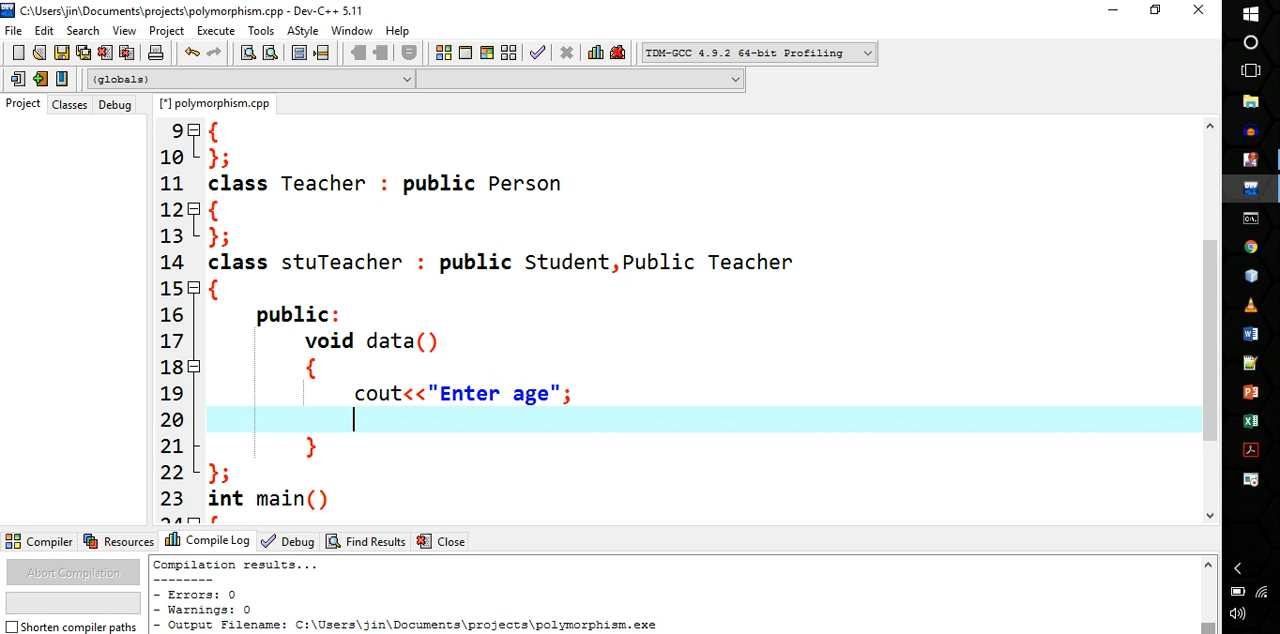 C:\Users\jin\Documents\projects\polymorphism.cpp - Dev-C++ 5.11
File Edit Search View Project Execute Tools AStyle Window Help
TDM-GCC 4.9.2 64-bit Profiling
(globals)
Project Classes Debug [*] polymorphism.cpp
9 {
10 };
11 class Teacher : public Person
12 {
13 };
14 class stuTeacher : public Student,Public Teacher
15 {
16 public:
17 void data()
18 {
19 cout<<"Enter age";
20
21 }
22 };
23 int main()
24 {
Compiler Resources Compile Log Debug Find Results Close
Abort Compilation
Shorten compiler paths
Compilation results...
--------
- Errors: 0
- Warnings: 0
- Output Filename: C:\Users\jin\Documents\projects\polymorphism.exe